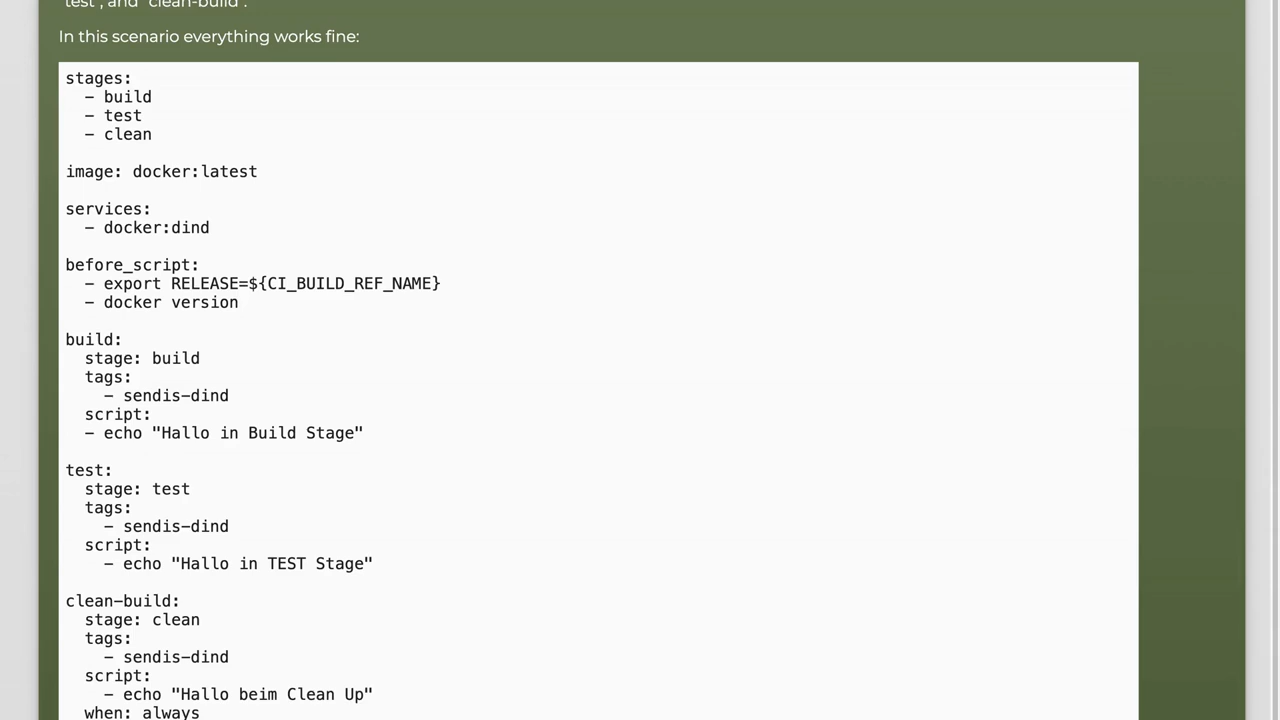 "test", and "clean-build".
In this scenario everything works fine:
stages:
  - build
  - test
  - clean

image: docker:latest

services:
  - docker:dind

before_script:
  - export RELEASE=${CI_BUILD_REF_NAME}
  - docker version

build:
  stage: build
  tags:
    - sendis-dind
  script:
  - echo "Hallo in Build Stage"

test:
  stage: test
  tags:
    - sendis-dind
  script:
    - echo "Hallo in TEST Stage"

clean-build:
  stage: clean
  tags:
    - sendis-dind
  script:
    - echo "Hallo beim Clean Up"
  when: always